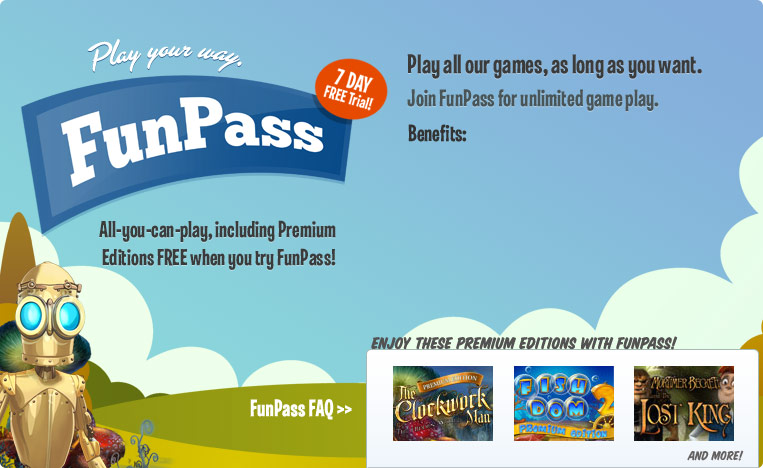 Play your way.
7 DAY
FREE Trial!
FunPass
All-you-can-play, including Premium
Editions FREE when you try FunPass!
Play all our games, as long as you want.
Join FunPass for unlimited game play.
Benefits:
FunPass FAQ >>
ENJOY THESE PREMIUM EDITIONS WITH FUNPASS!
PREMIUM EDITION
The
Clockwork
Man
FISH
DOM 2
PREMIUM EDITION
MORTIMER BECKETT
LOST KING
AND MORE!